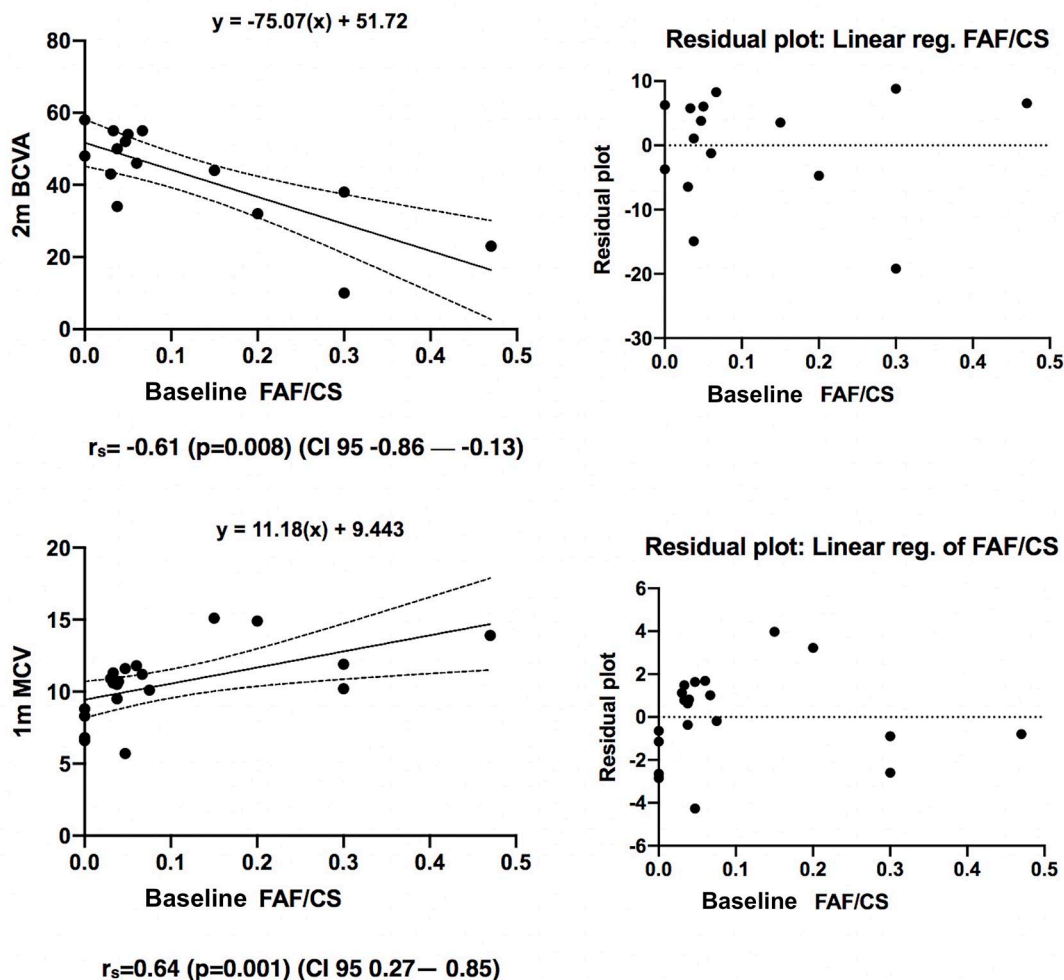 y = -75.07(x) + 51.72
80
60
40
20
0
2m BCVA
0.0 0.1 0.2 0.3 0.4 0.5
Baseline FAF/CS
rs= -0.61 (p=0.008) (CI 95 -0.86 — -0.13)
Residual plot: Linear reg. FAF/CS
10
0
-10
-20
-30
Residual plot
0.0 0.1 0.2 0.3 0.4 0.5
Baseline FAF/CS
y = 11.18(x) + 9.443
20
15
10
5
0
1m MCV
0.0 0.1 0.2 0.3 0.4 0.5
Baseline FAF/CS
rs=0.64 (p=0.001) (CI 95 0.27— 0.85)
Residual plot: Linear reg. of FAF/CS
6
4
2
0
-2
-4
-6
Residual plot
0.0 0.1 0.2 0.3 0.4 0.5
Baseline FAF/CS